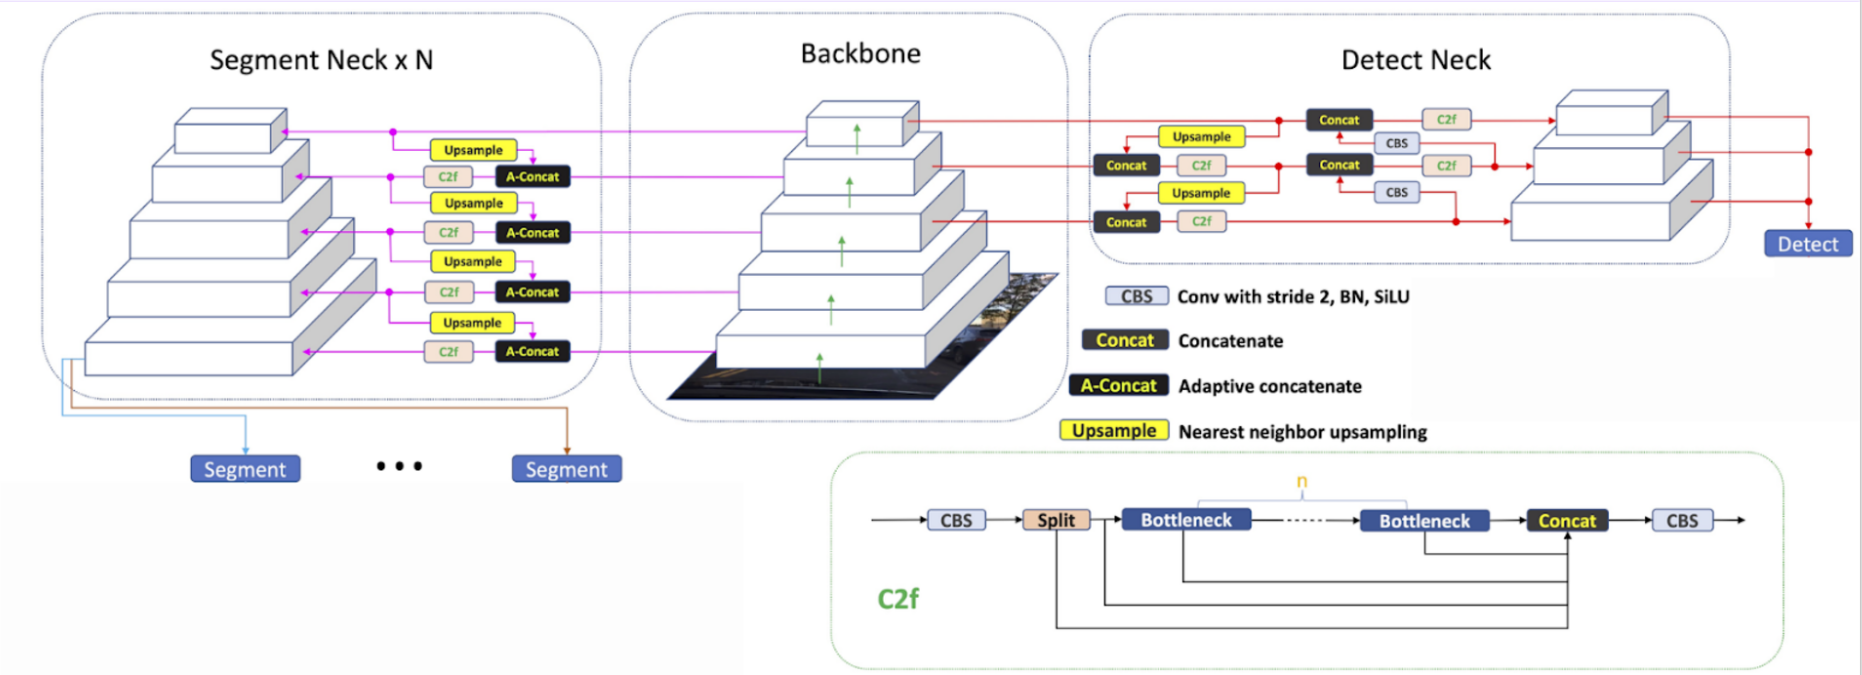 Segment Neck x N
Upsample
C2f A-Concat
Upsample
C2f A-Concat
Upsample
C2f A-Concat
Upsample
C2f A-Concat
Segment
•••
Segment
Backbone
Detect Neck
Concat C2f
Upsample
CBS
Concat C2f Concat C2f
Upsample
CBS
Concat C2f
Detect
CBS Conv with stride 2, BN, SiLU
Concat Concatenate
A-Concat Adaptive concatenate
Upsample Nearest neighbor upsampling
n
CBS Split Bottleneck Bottleneck Concat CBS
C2f